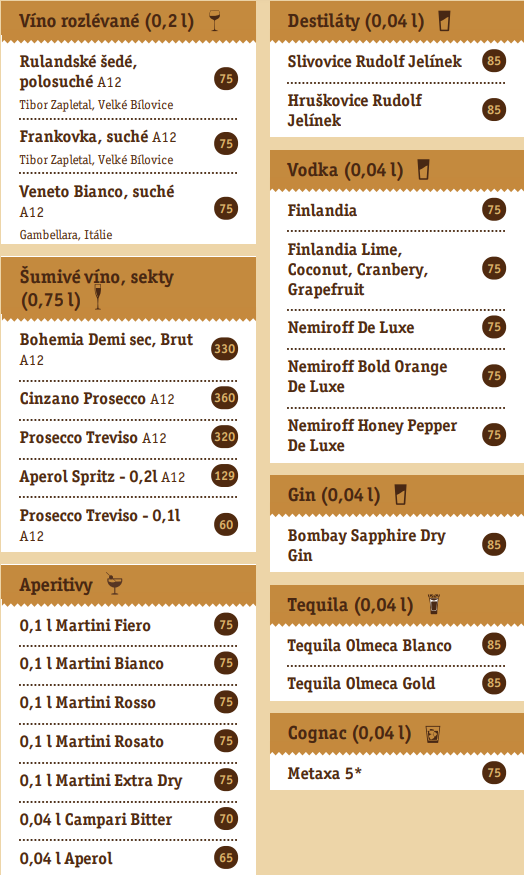 Víno rozlévané (0,2 l)
Rulandské šedé,
polosuché A12
75
Tibor Zapletal, Velké Bílovice
Frankovka, suché A12
75
Tibor Zapletal, Velké Bílovice
Veneto Bianco, suché
A12
75
Gambellara, Itálie
Šumivé víno, sekty
(0,75 l)
Bohemia Demi sec, Brut
A12
330
Cinzano Prosecco A12
360
Prosecco Treviso A12
320
Aperol Spritz - 0,2l A12
129
Prosecco Treviso - 0,1l
A12
60
Aperitivy
0,1 l Martini Fiero
75
0,1 l Martini Bianco
75
0,1 l Martini Rosso
75
0,1 l Martini Rosato
75
0,1 l Martini Extra Dry
75
0,04 l Campari Bitter
70
0,04 l Aperol
65
Destiláty (0,04 l)
Slivovice Rudolf Jelínek
85
Hruškovice Rudolf
Jelínek
85
Vodka (0,04 l)
Finlandia
75
Finlandia Lime,
Coconut, Cranbery,
Grapefruit
75
Nemiroff De Luxe
75
Nemiroff Bold Orange
De Luxe
75
Nemiroff Honey Pepper
De Luxe
75
Gin (0,04 l)
Bombay Sapphire Dry
Gin
85
Tequila (0,04 l)
Tequila Olmeca Blanco
85
Tequila Olmeca Gold
85
Cognac (0,04 l)
Metaxa 5*
75